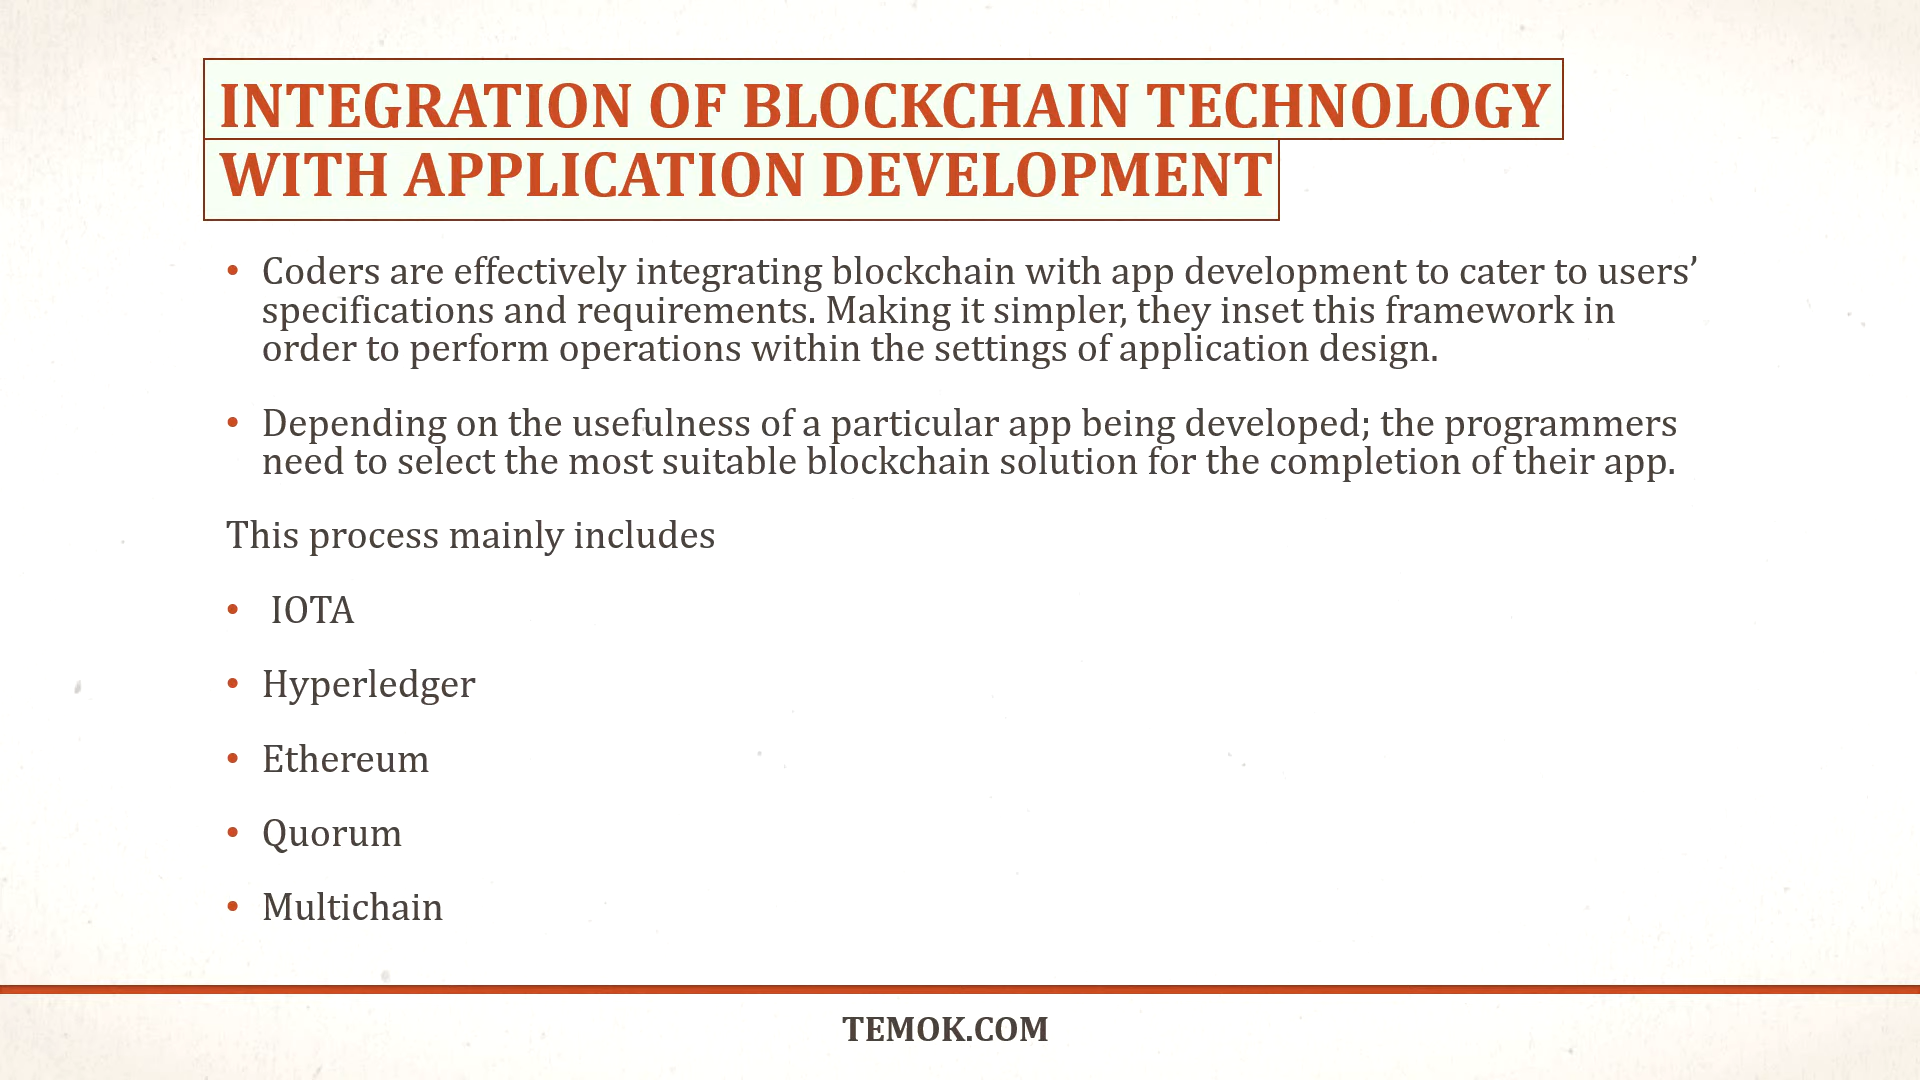 INTEGRATION OF BLOCKCHAIN TECHNOLOGY
WITH APPLICATION DEVELOPMENT
• Coders are effectively integrating blockchain with app development to cater to users’
specifications and requirements. Making it simpler, they inset this framework in
order to perform operations within the settings of application design.
• Depending on the usefulness of a particular app being developed; the programmers
need to select the most suitable blockchain solution for the completion of their app.
This process mainly includes
• IOTA
• Hyperledger
• Ethereum
• Quorum
• Multichain
TEMOK.COM